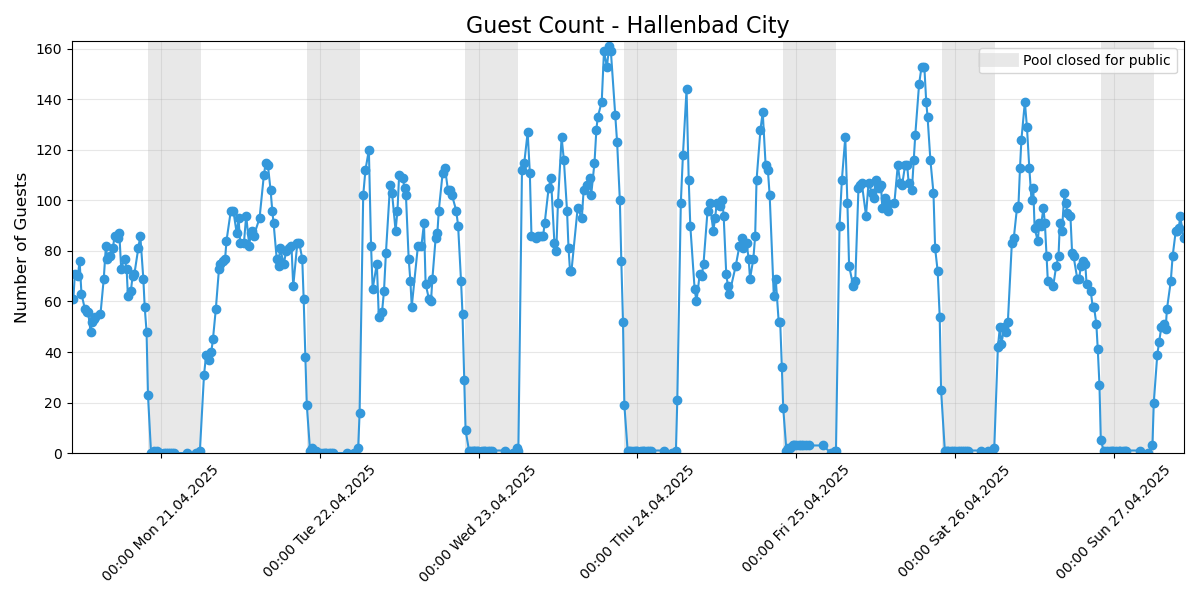 Guest Count - Hallenbad City
Pool closed for public
Number of Guests
160
140
120
100
80
60
40
20
0
00:00 Mon 21.04.2025
00:00 Tue 22.04.2025
00:00 Wed 23.04.2025
00:00 Thu 24.04.2025
00:00 Fri 25.04.2025
00:00 Sat 26.04.2025
00:00 Sun 27.04.2025